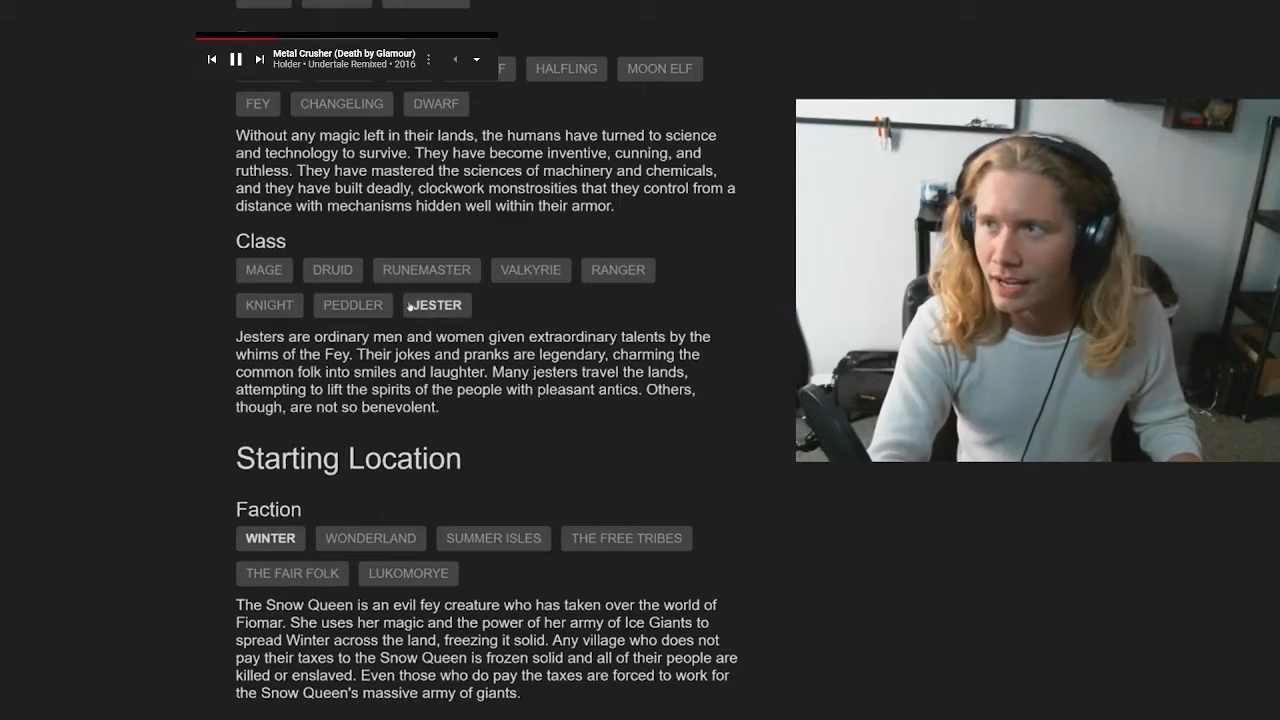 Metal Crusher (Death by Glamour)
Holder • Undertale Remixed • 2016
F HALFLING MOON ELF
FEY CHANGELING DWARF
Without any magic left in their lands, the humans have turned to science
and technology to survive. They have become inventive, cunning, and
ruthless. They have mastered the sciences of machinery and chemicals,
and they have built deadly, clockwork monstrosities that they control from a
distance with mechanisms hidden well within their armor.
Class
MAGE DRUID RUNEMASTER VALKYRIE RANGER
KNIGHT PEDDLER JESTER
Jesters are ordinary men and women given extraordinary talents by the
whims of the Fey. Their jokes and pranks are legendary, charming the
common folk into smiles and laughter. Many jesters travel the lands,
attempting to lift the spirits of the people with pleasant antics. Others,
though, are not so benevolent.
Starting Location
Faction
WINTER WONDERLAND SUMMER ISLES THE FREE TRIBES
THE FAIR FOLK LUKOMORYE
The Snow Queen is an evil fey creature who has taken over the world of
Fiomar. She uses her magic and the power of her army of Ice Giants to
spread Winter across the land, freezing it solid. Any village who does not
pay their taxes to the Snow Queen is frozen solid and all of their people are
killed or enslaved. Even those who do pay the taxes are forced to work for
the Snow Queen's massive army of giants.